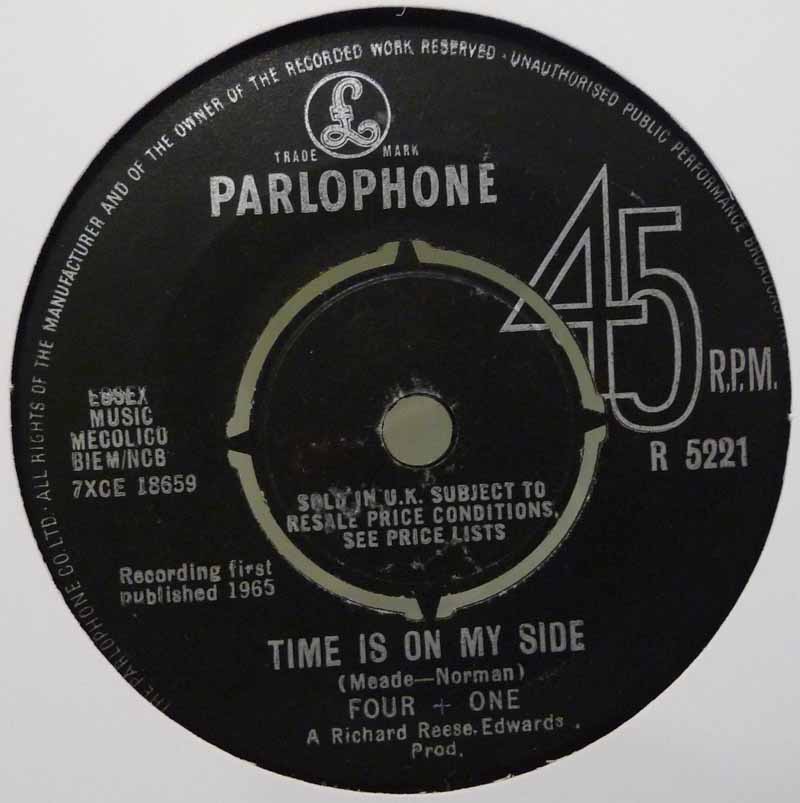 THE PARLOPHONE CO.LTD. · ALL RIGHTS OF THE MANUFACTURER AND OF THE OWNER OF THE RECORDED WORK RESERVED · UNAUTHORISED PUBLIC PERFORMANCE
£
TRADE MARK
PARLOPHONE
45
R.P.M.
R 5221
ESSEX
MUSIC
MECOLICO
BIEM/NCB
7XCE 18659
SOLD IN U.K. SUBJECT TO
RESALE PRICE CONDITIONS,
SEE PRICE LISTS
Recording first
published 1965
TIME IS ON MY SIDE
(Meade—Norman)
FOUR + ONE
A Richard Reese, Edwards
Prod.